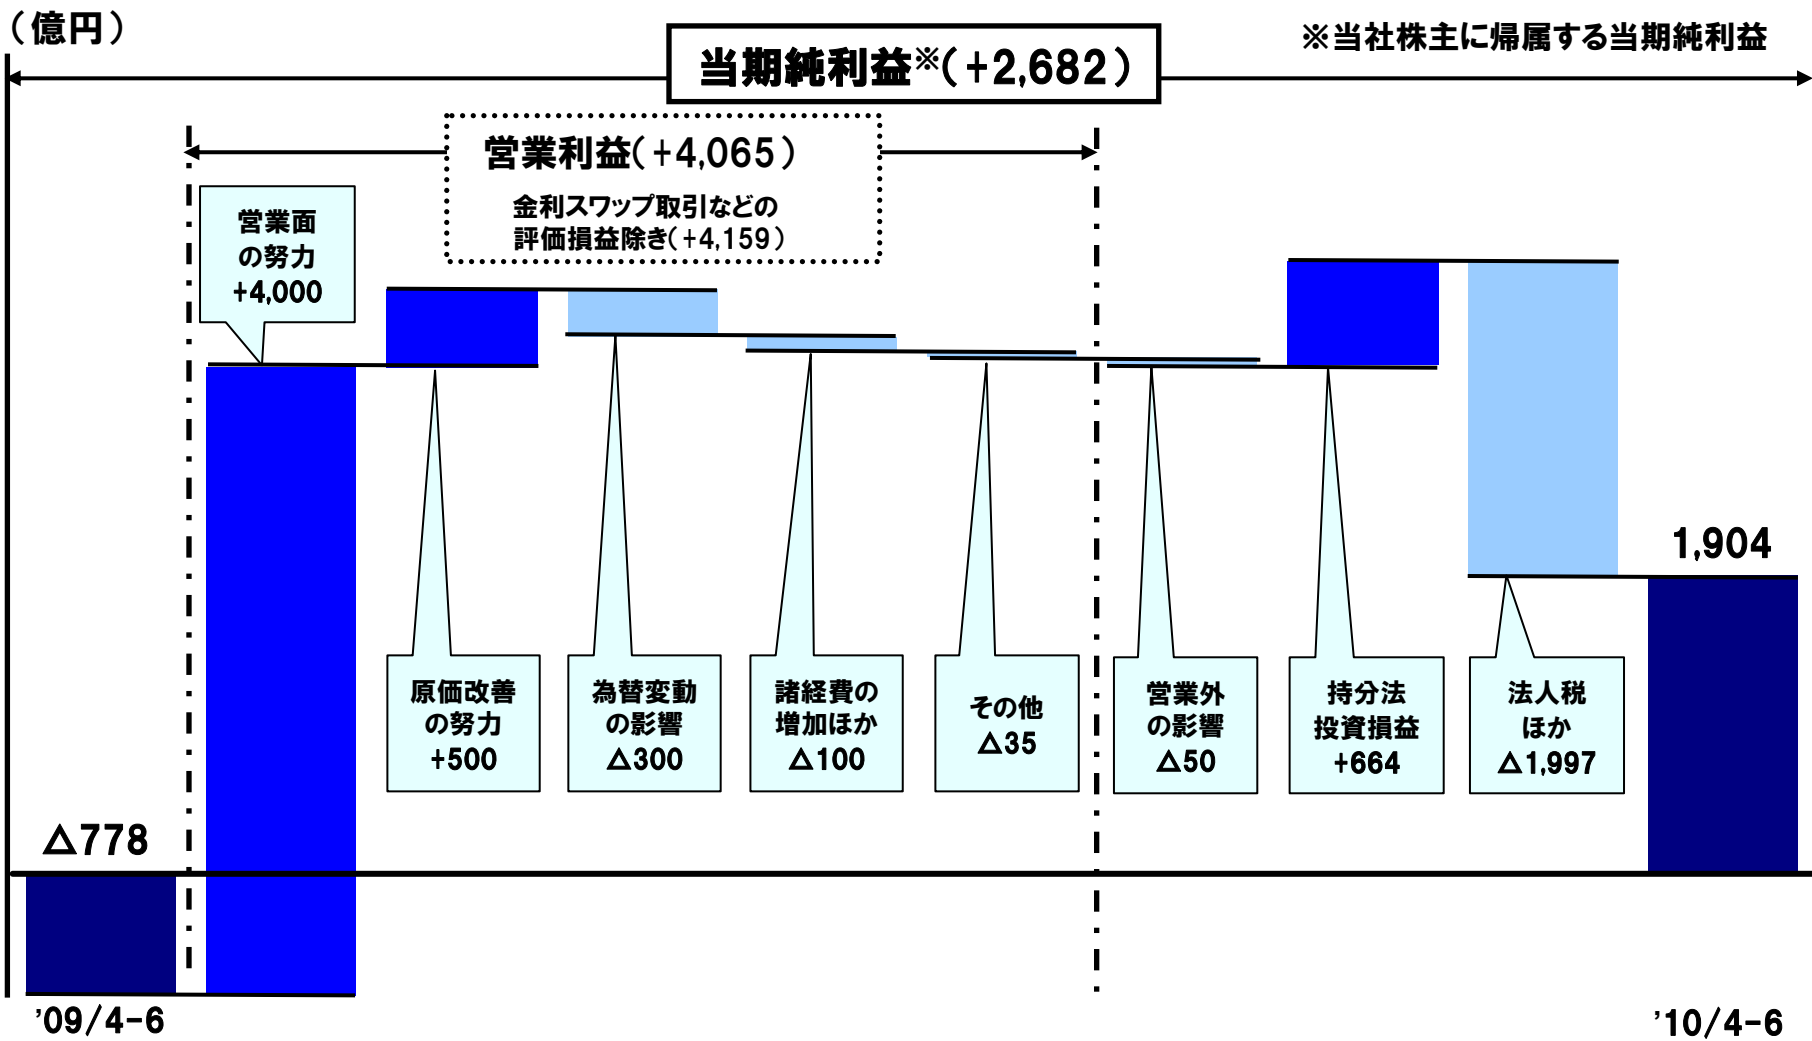 （億円）
当期純利益※（+2,682）
※当社株主に帰属する当期純利益
営業利益（+4,065）
金利スワップ取引などの
評価損益除き（+4,159）
営業面
の努力
+4,000
原価改善
の努力
+500
為替変動
の影響
△300
諸経費の
増加ほか
△100
その他
△35
営業外
の影響
△50
持分法
投資損益
+664
法人税
ほか
△1,997
△778
1,904
’09/4-6
’10/4-6